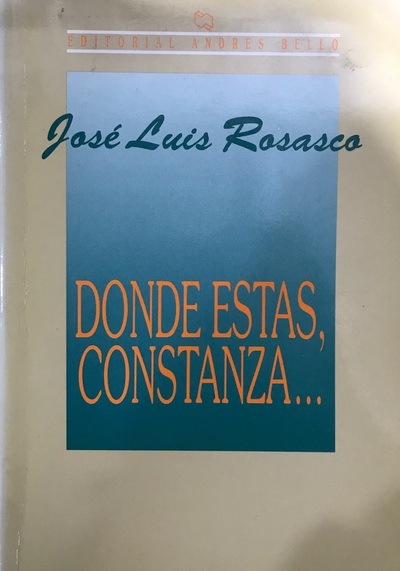 EDITORIAL ANDRES BELLO
José Luis Rosasco
DONDE ESTAS,
CONSTANZA...